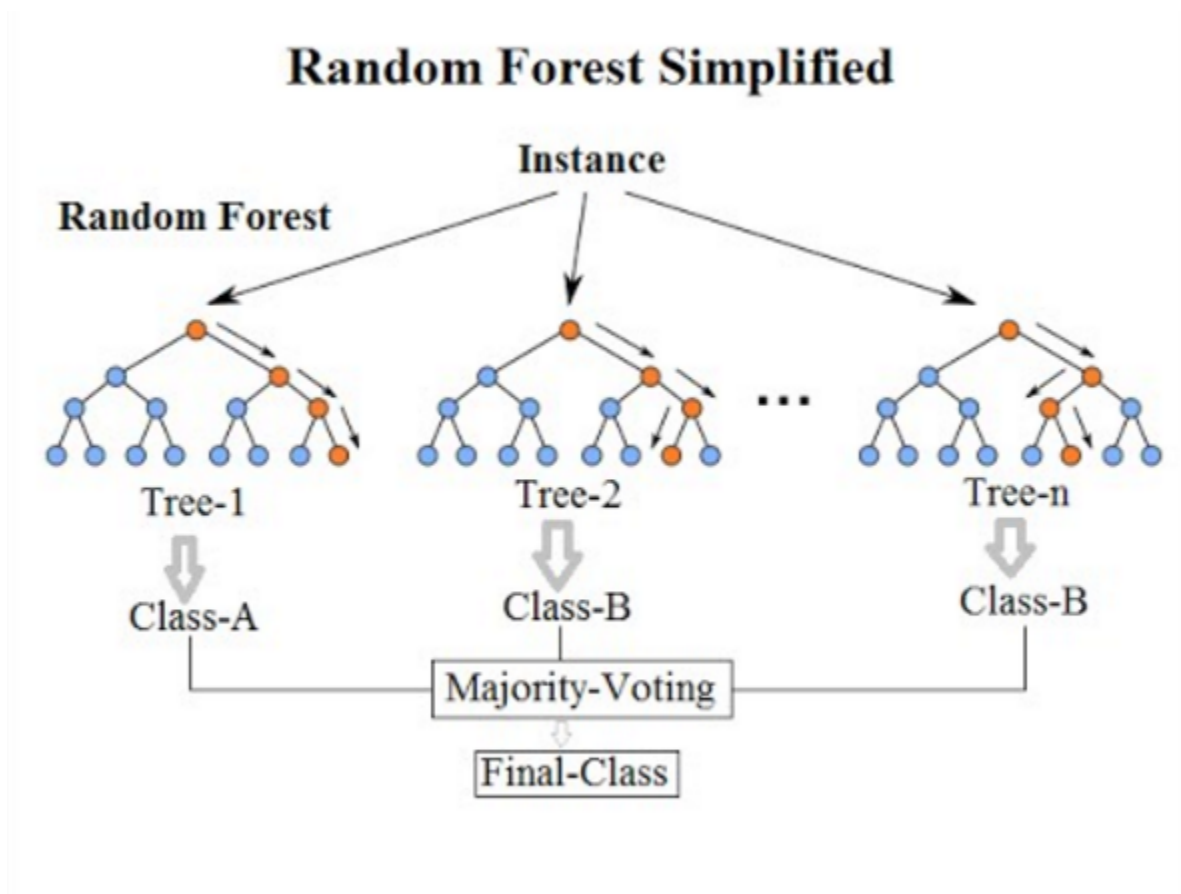 Random Forest Simplified
Instance
Random Forest
...
Tree-1
Tree-2
Tree-n
Class-A
Class-B
Class-B
Majority-Voting
Final-Class